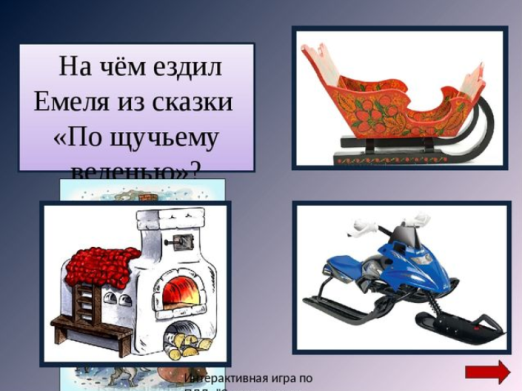 На чём ездил
Емеля из сказки
«По щучьему
веленью»?
Интерактивная игра по